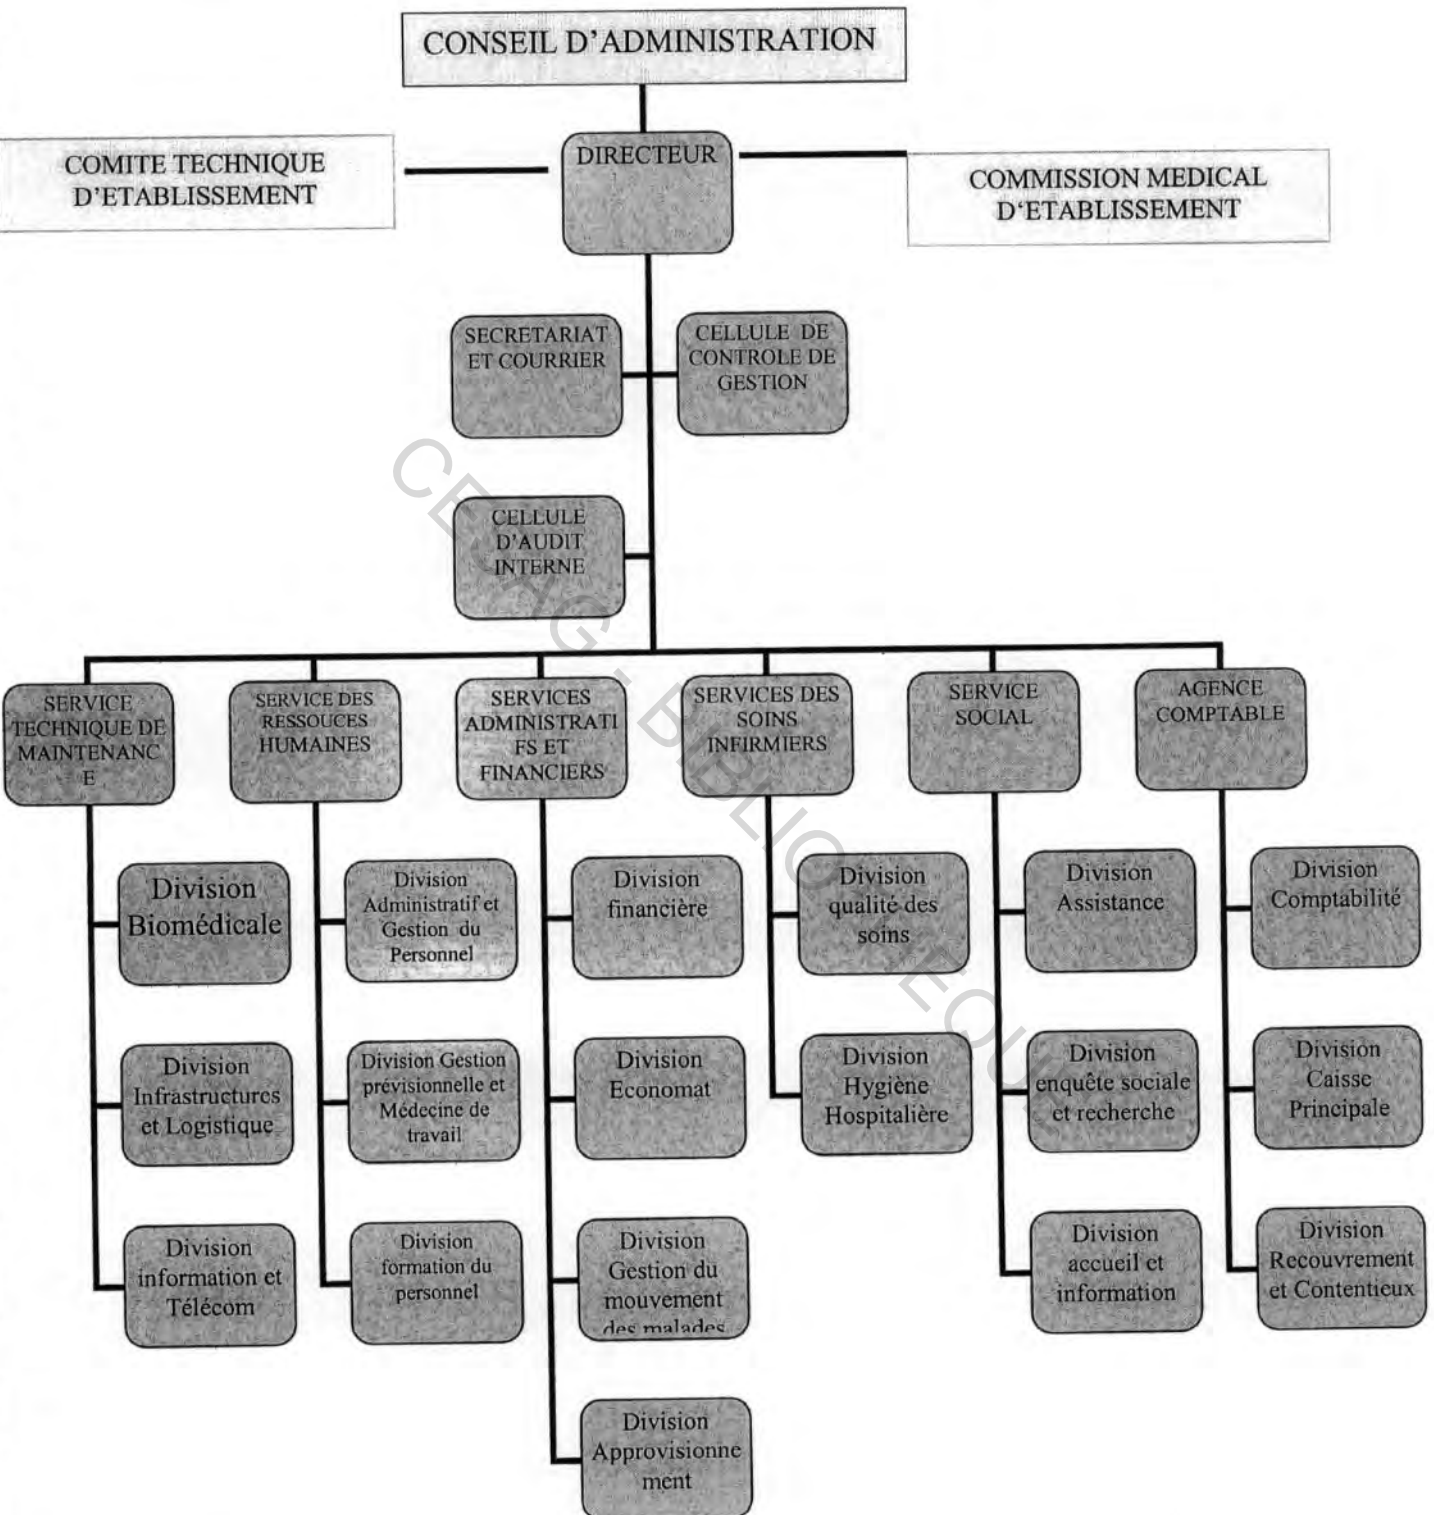 CONSEIL D'ADMINISTRATION
DIRECTEUR
COMITE TECHNIQUE
D'ETABLISSEMENT
COMMISSION MEDICAL
D'ETABLISSEMENT
SECRETARIAT
ET COURRIER
CELLULE DE
CONTROLE DE
GESTION
CELLULE
D'AUDIT
INTERNE
SERVICE
TECHNIQUE DE
MAINTENANC
E
SERVICE DES
RESSOUCES
HUMAINES
SERVICES
ADMINISTRATI
FS ET
FINANCIERS
SERVICES DES
SOINS
INFIRMIERS
SERVICE
SOCIAL
AGENCE
COMPTABLE
Division
Biomédicale
Division
Administratif et
Gestion du
Personnel
Division
financière
Division
qualité des
soins
Division
Assistance
Division
Comptabilité
Division
Infrastructures
et Logistique
Division Gestion
prévisionnelle et
Médecine de
travail
Division
Economat
Division
Hygiène
Hospitalière
Division
enquête sociale
et recherche
Division
Caisse
Principale
Division
information et
Télécom
Division
formation du
personnel
Division
Gestion du
mouvement
des malades
Division
accueil et
information
Division
Recouvrement
et Contentieux
Division
Approvisionne
ment
CESAG - BIBLIOTHEQUE